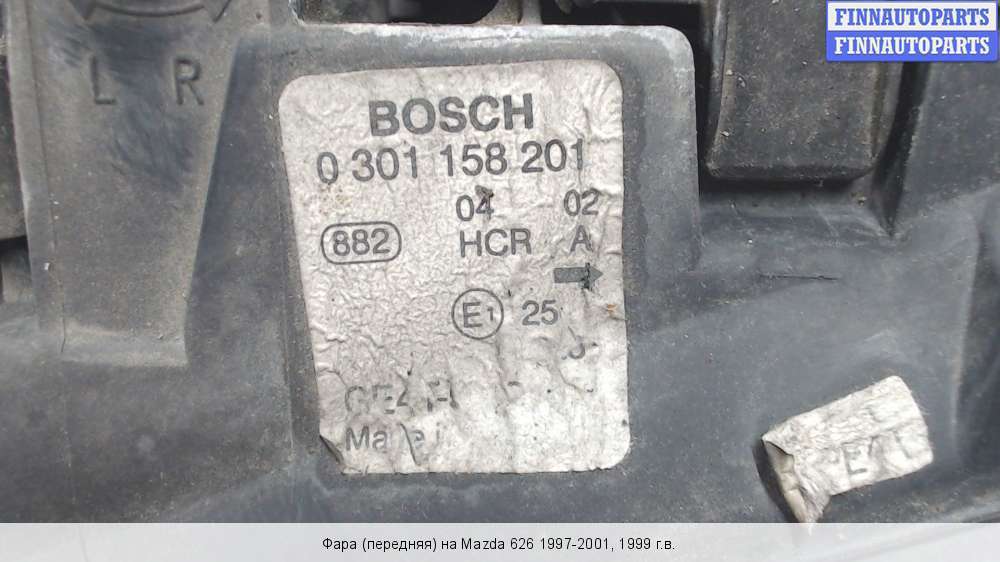 FINNAUTOPARTS
FINNAUTOPARTS
L R
BOSCH
0 301 158 201
04 02
882 HCR A
E1 25
Фара (передняя) на Mazda 626 1997-2001, 1999 г.в.